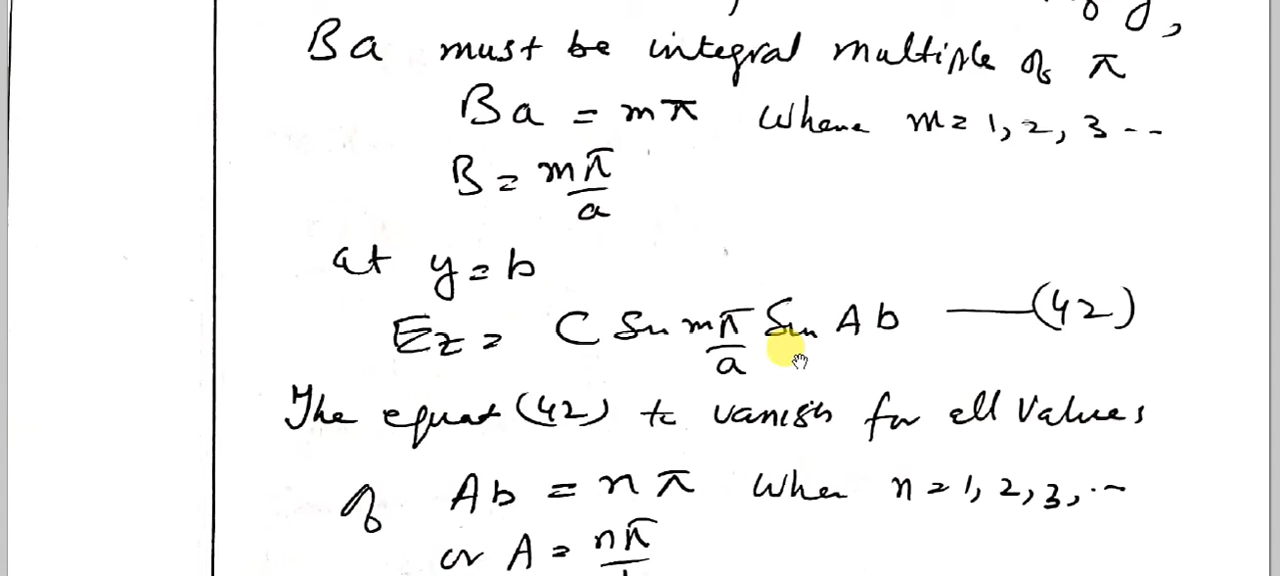 Ba must be integral multiple of π
Ba = mπ where m = 1, 2, 3 --
B = mπ/a
at y = b
Ez = C Sin mπ/a Sin Ab —— (42)
The equat (42) to vanish for all values
of Ab = nπ when n = 1, 2, 3, --
or A = nπ